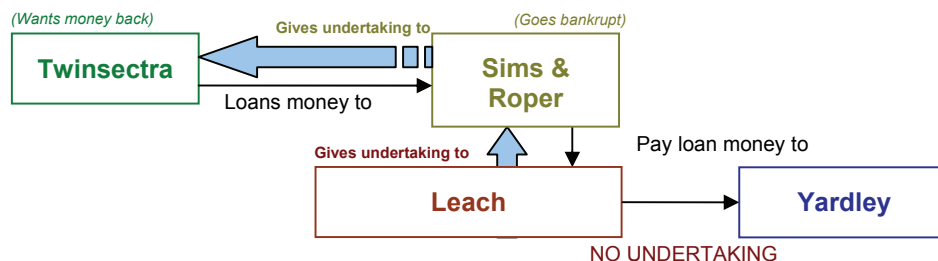 (Wants money back)
Gives undertaking to
(Goes bankrupt)
Twinsectra
Sims &
Roper
Loans money to
Gives undertaking to
Pay loan money to
Leach
Yardley
NO UNDERTAKING